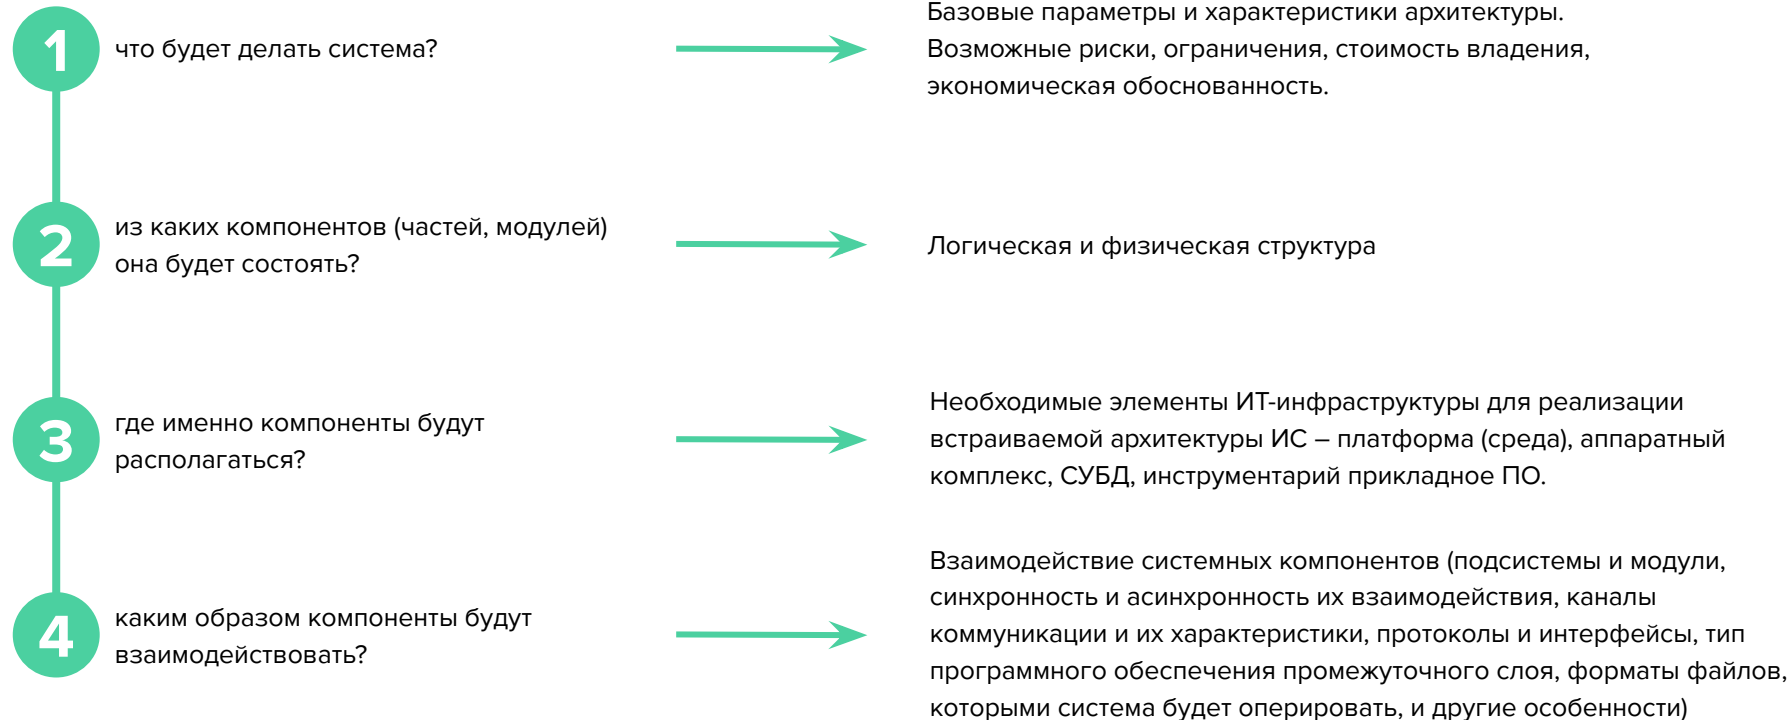 1
что будет делать система?
Базовые параметры и характеристики архитектуры.
Возможные риски, ограничения, стоимость владения,
экономическая обоснованность.
2
из каких компонентов (частей, модулей)
она будет состоять?
Логическая и физическая структура
3
где именно компоненты будут
располагаться?
Необходимые элементы ИТ-инфраструктуры для реализации
встраиваемой архитектуры ИС – платформа (среда), аппаратный
комплекс, СУБД, инструментарий прикладное ПО.
4
каким образом компоненты будут
взаимодействовать?
Взаимодействие системных компонентов (подсистемы и модули,
синхронность и асинхронность их взаимодействия, каналы
коммуникации и их характеристики, протоколы и интерфейсы, тип
программного обеспечения промежуточного слоя, форматы файлов,
которыми система будет оперировать, и другие особенности)